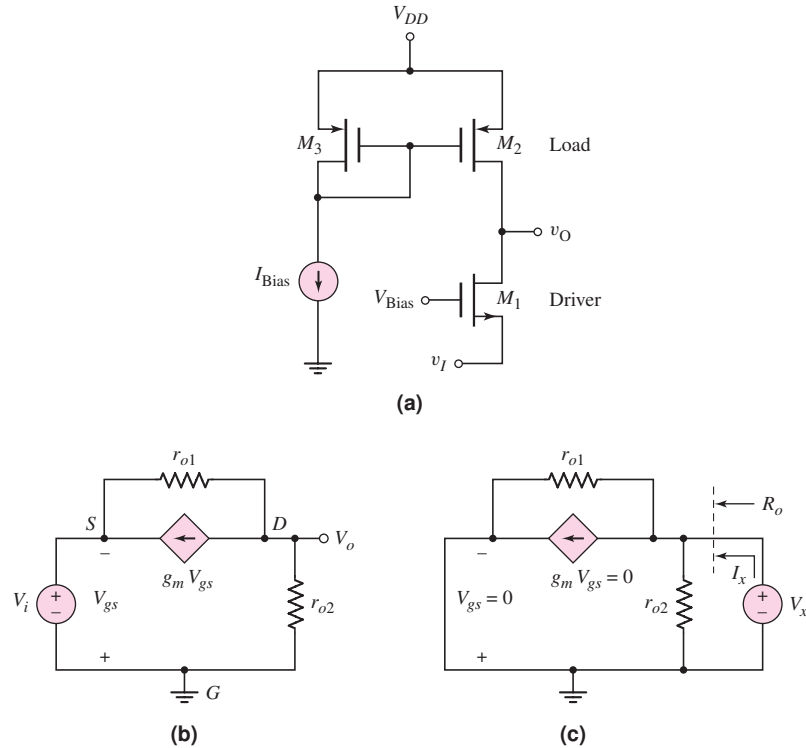 V_DD
M_3
M_2 Load
v_O
I_Bias
V_Bias M_1 Driver
v_I
(a)
r_o1
S D V_o
g_m V_gs
V_i V_gs r_o2
G
(b)
r_o1
R_o
I_x
g_m V_gs = 0
V_gs = 0 r_o2 V_x
(c)